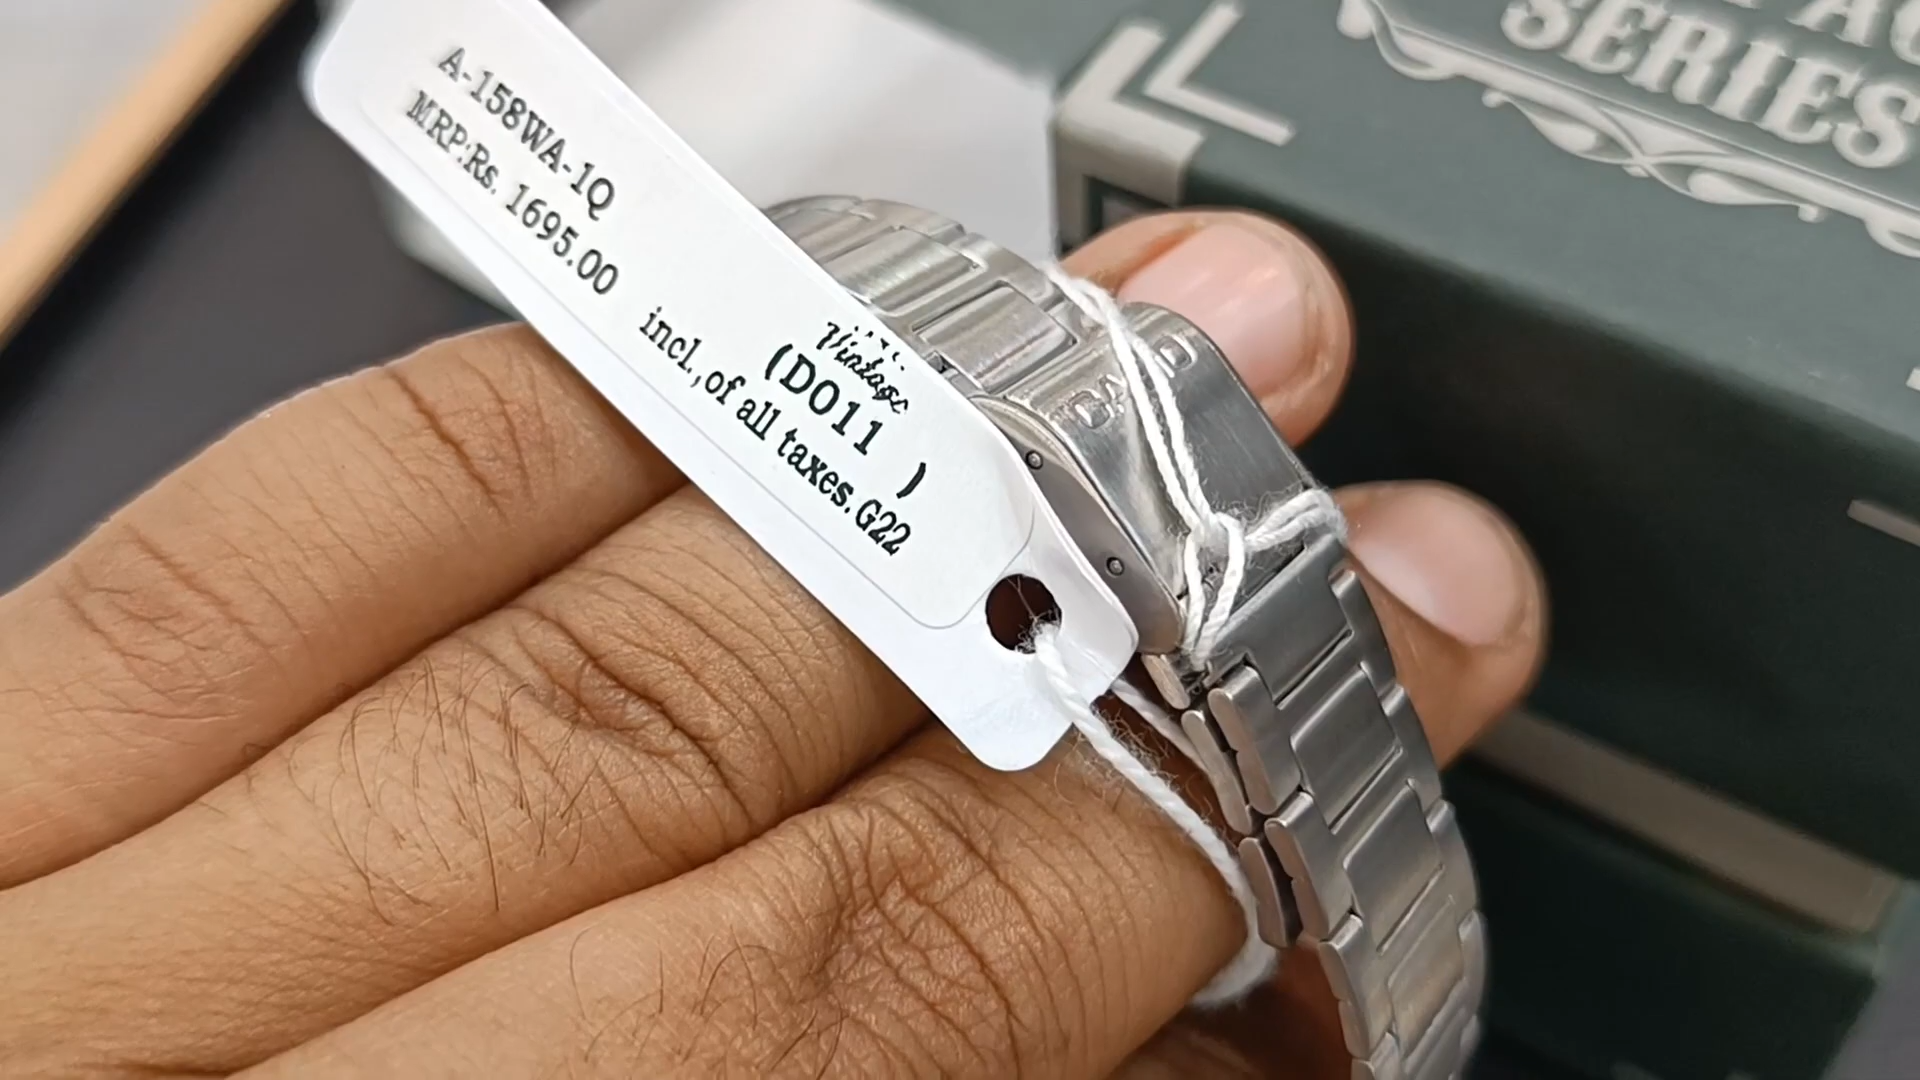 A-158WA-1Q
MRP:Rs. 1695.00
Vintage
(D011 )
incl.,of all taxes.G22
SERIES